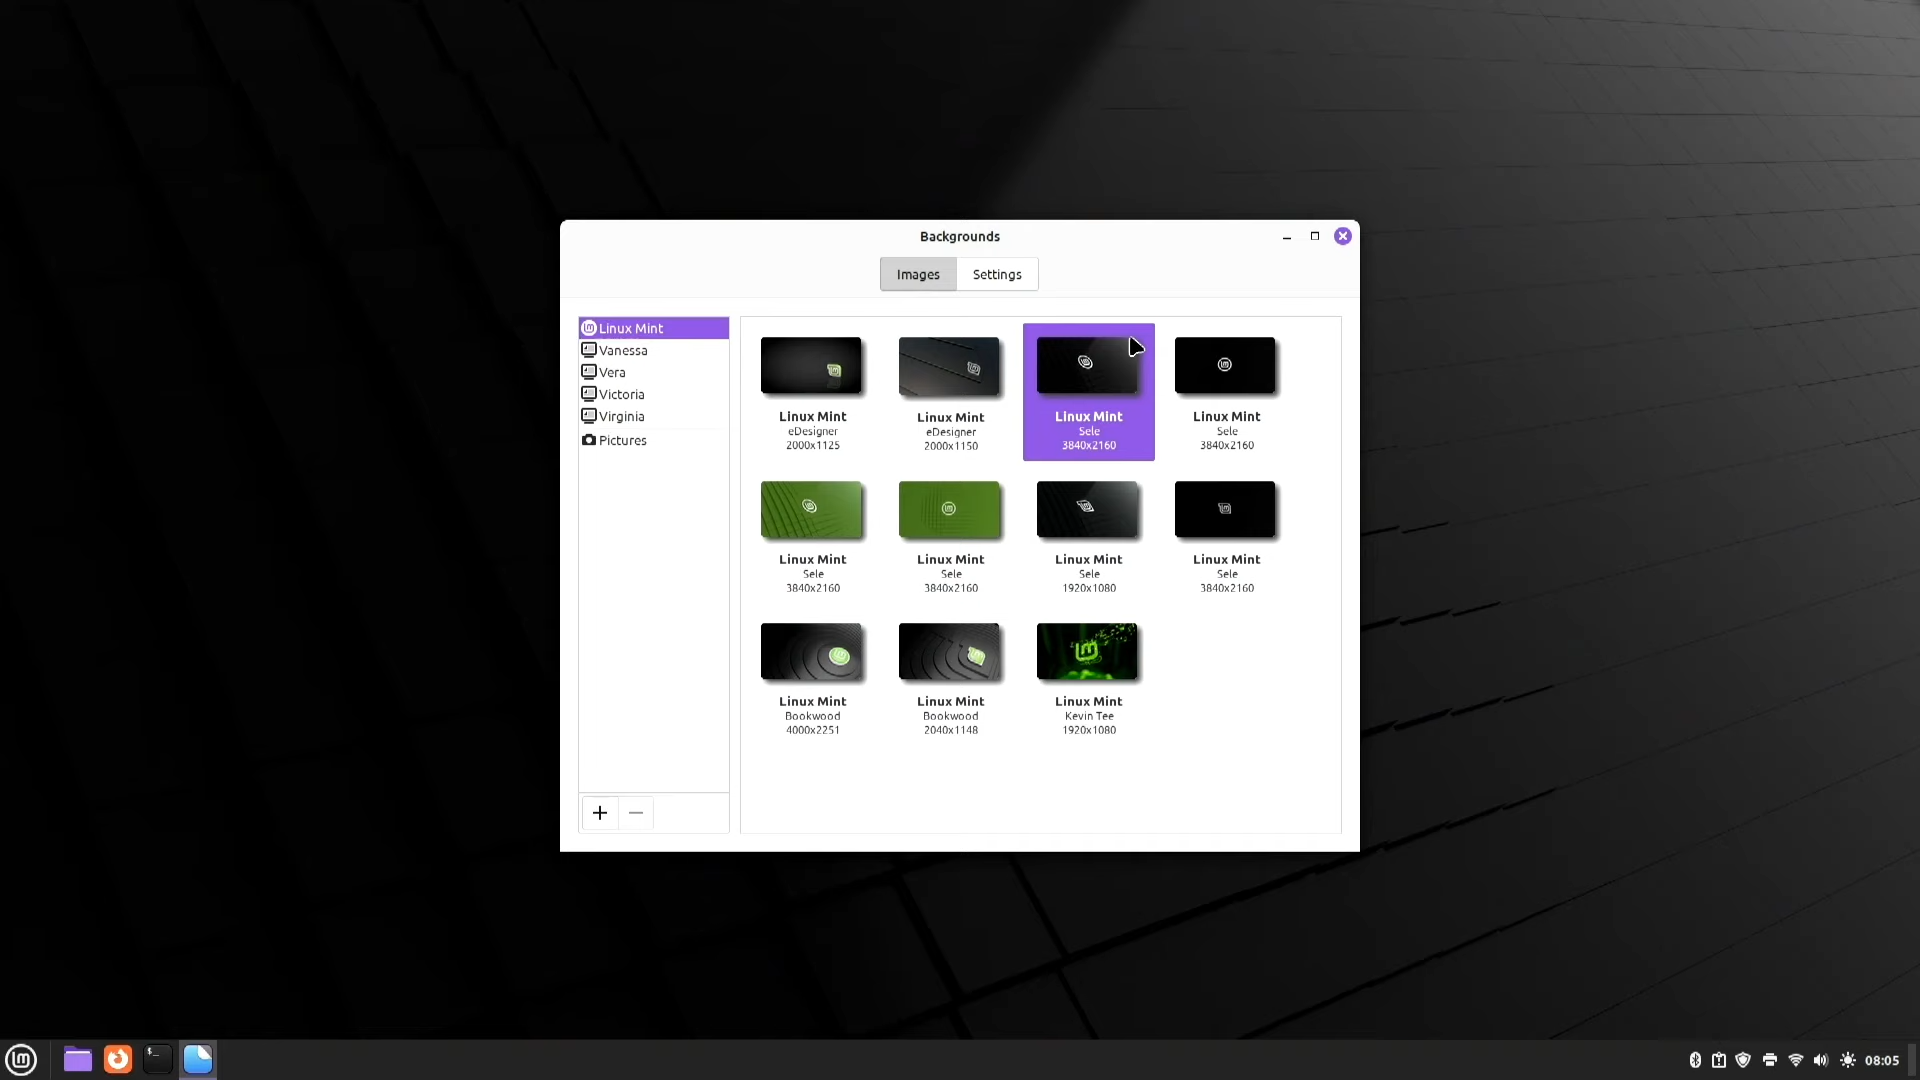 Backgrounds
Images
Settings
Linux Mint
Vanessa
Vera
Victoria
Virginia
Pictures
Linux Mint
eDesigner
2000x1125
Linux Mint
eDesigner
2000x1150
Linux Mint
Sele
3840x2160
Linux Mint
Sele
3840x2160
Linux Mint
Sele
3840x2160
Linux Mint
Sele
3840x2160
Linux Mint
Sele
1920x1080
Linux Mint
Sele
3840x2160
Linux Mint
Bookwood
4000x2251
Linux Mint
Bookwood
2040x1148
Linux Mint
Kevin Tee
1920x1080
08:05